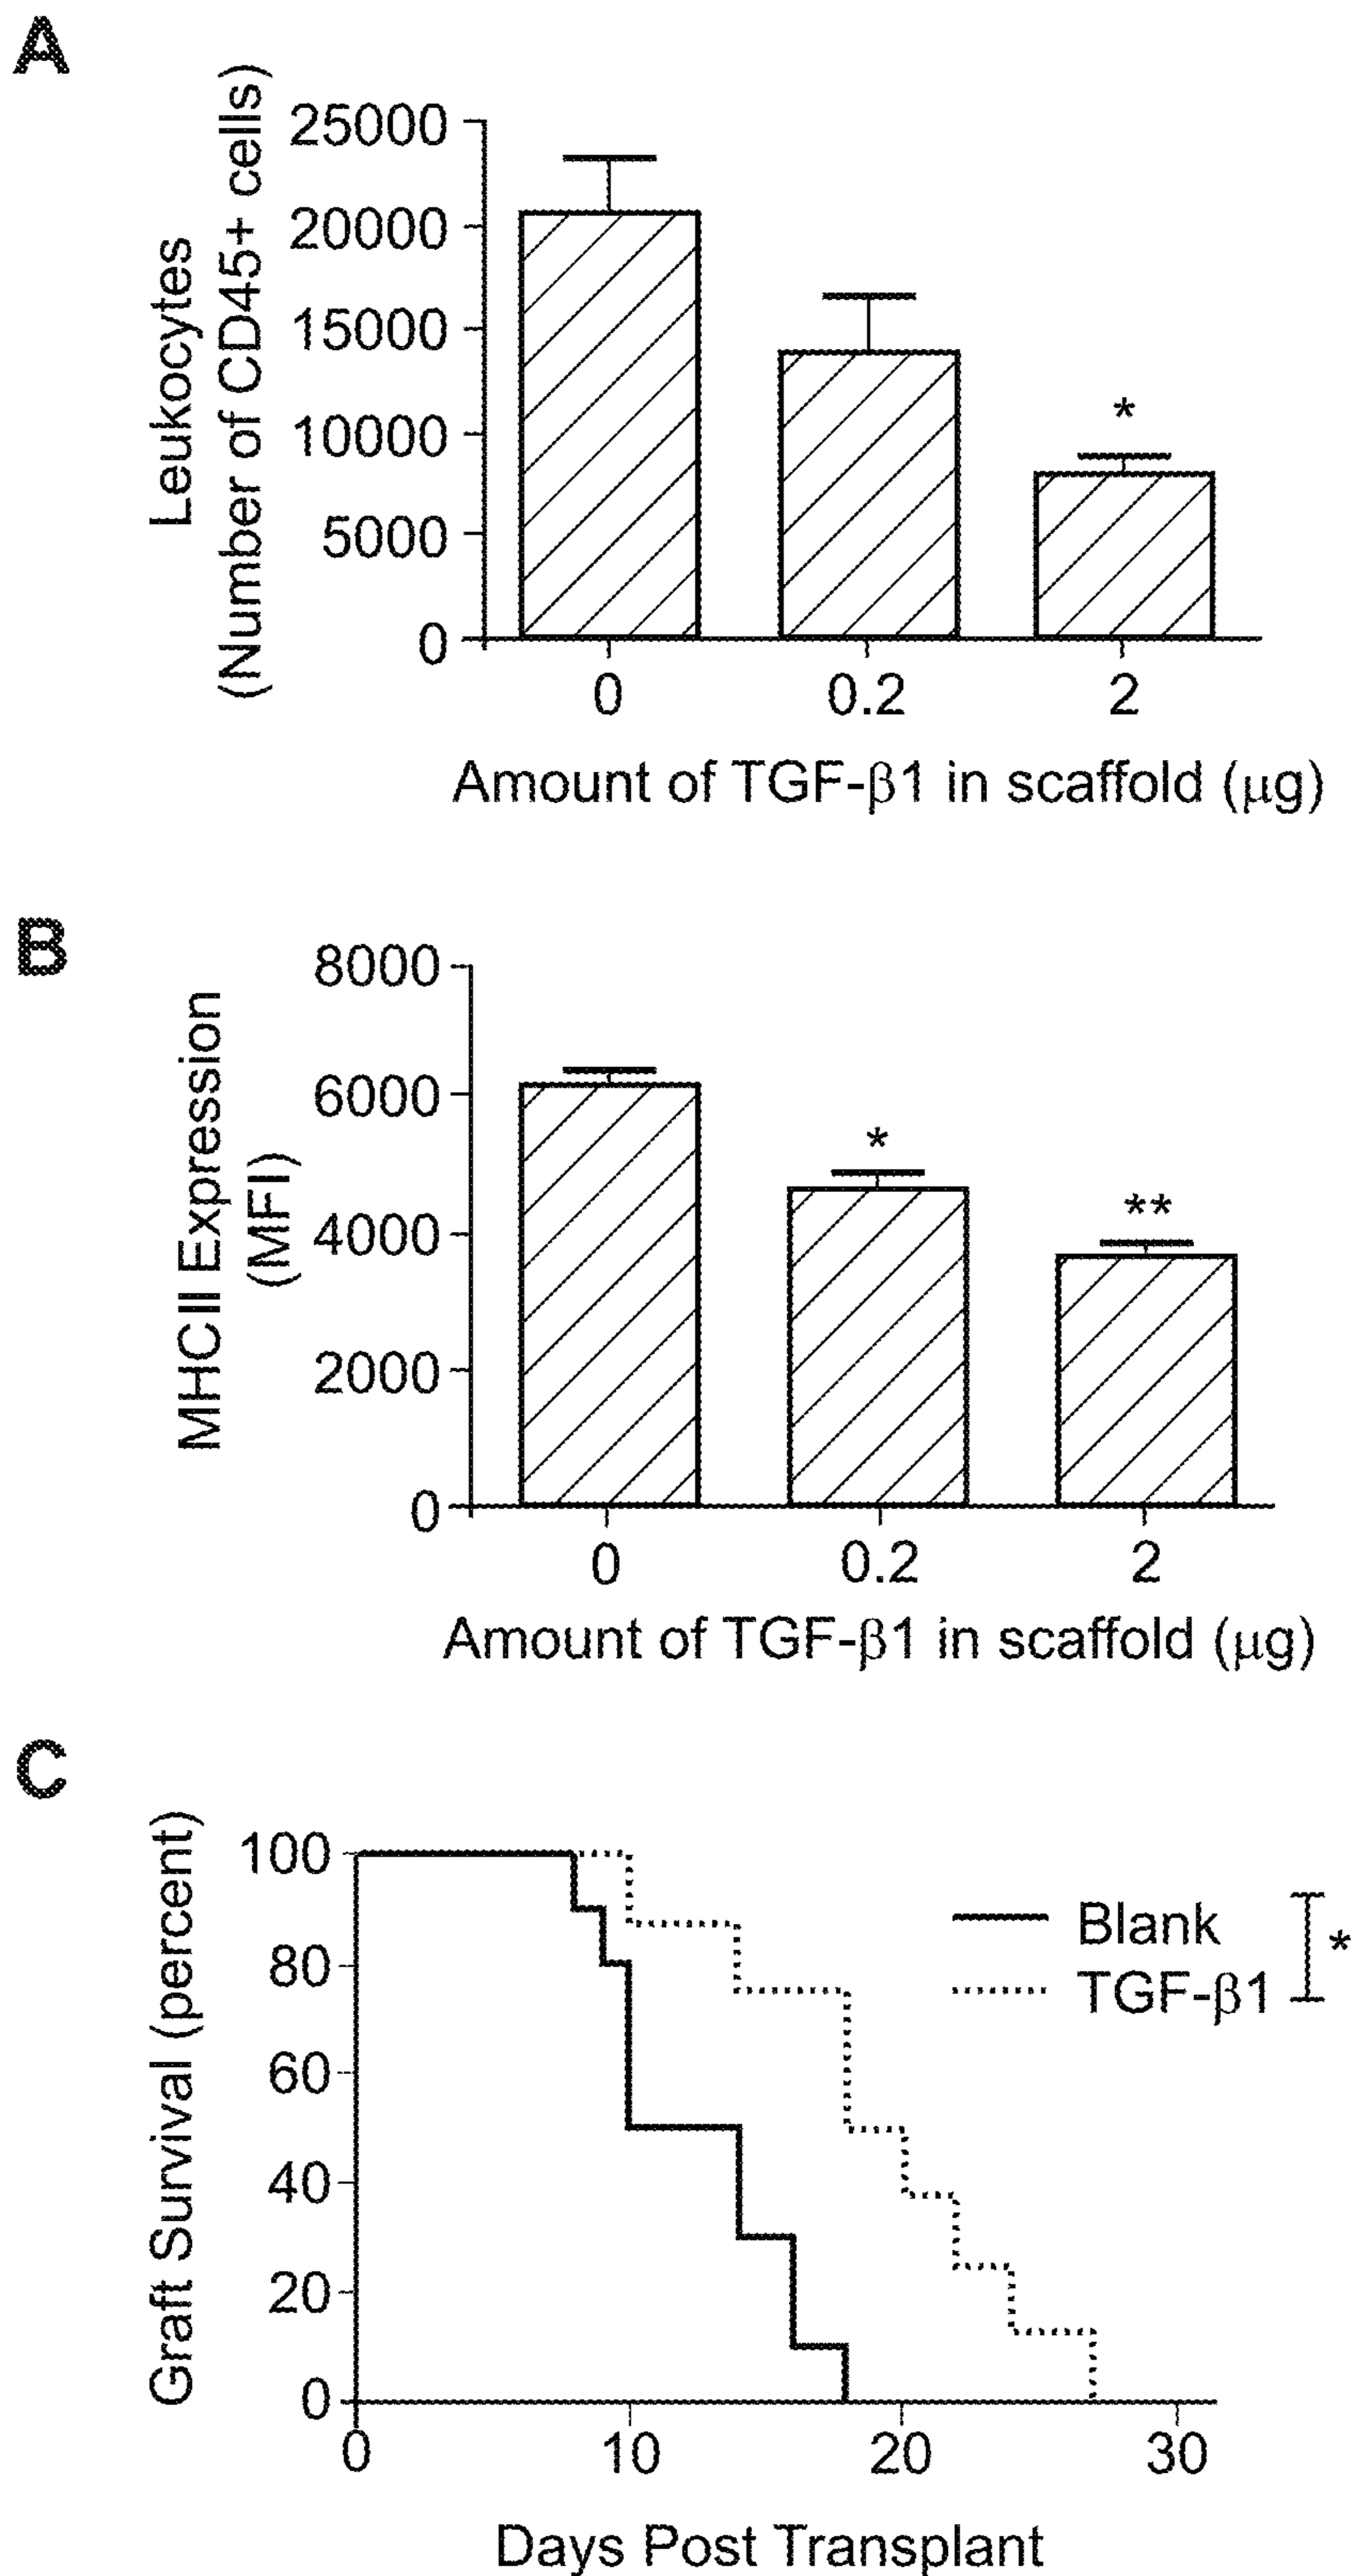 A
Leukocytes
(Number of CD45+ cells)
25000
20000
15000
10000
5000
0
*
0 0.2 2
Amount of TGF-β1 in scaffold (μg)
B
MHCII Expression
(MFI)
8000
6000
4000
2000
0
*
**
0 0.2 2
Amount of TGF-β1 in scaffold (μg)
C
Graft Survival (percent)
100
80
60
40
20
0
Blank
TGF-β1
*
0 10 20 30
Days Post Transplant